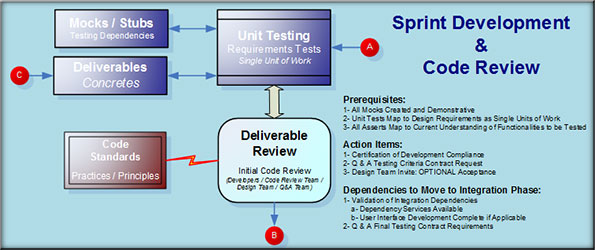 Mocks / Stubs
Testing Dependencies
Deliverables
Concretes
C
Unit Testing
Requirements Tests
Single Unit of Work
A
Code
Standards
Practices / Principles
Deliverable
Review
Initial Code Review
(Developers / Code Review Team /
Design Team / Q&A Team)
B
Sprint Development
&
Code Review
Prerequisites:
1- All Mocks Created and Demonstrative
2- Unit Tests Map to Design Requirements as Single Units of Work
3- All Asserts Map to Current Understanding of Functionalities to be Tested
Action Items:
1- Certification of Development Compliance
2- Q & A Testing Criteria Contract Request
3- Design Team Invite: OPTIONAL Acceptance
Dependencies to Move to Integration Phase:
1- Validation of Integration Dependencies
a- Dependency Services Available
b- User Interface Development Complete if Applicable
2- Q & A Final Testing Contract Requirements